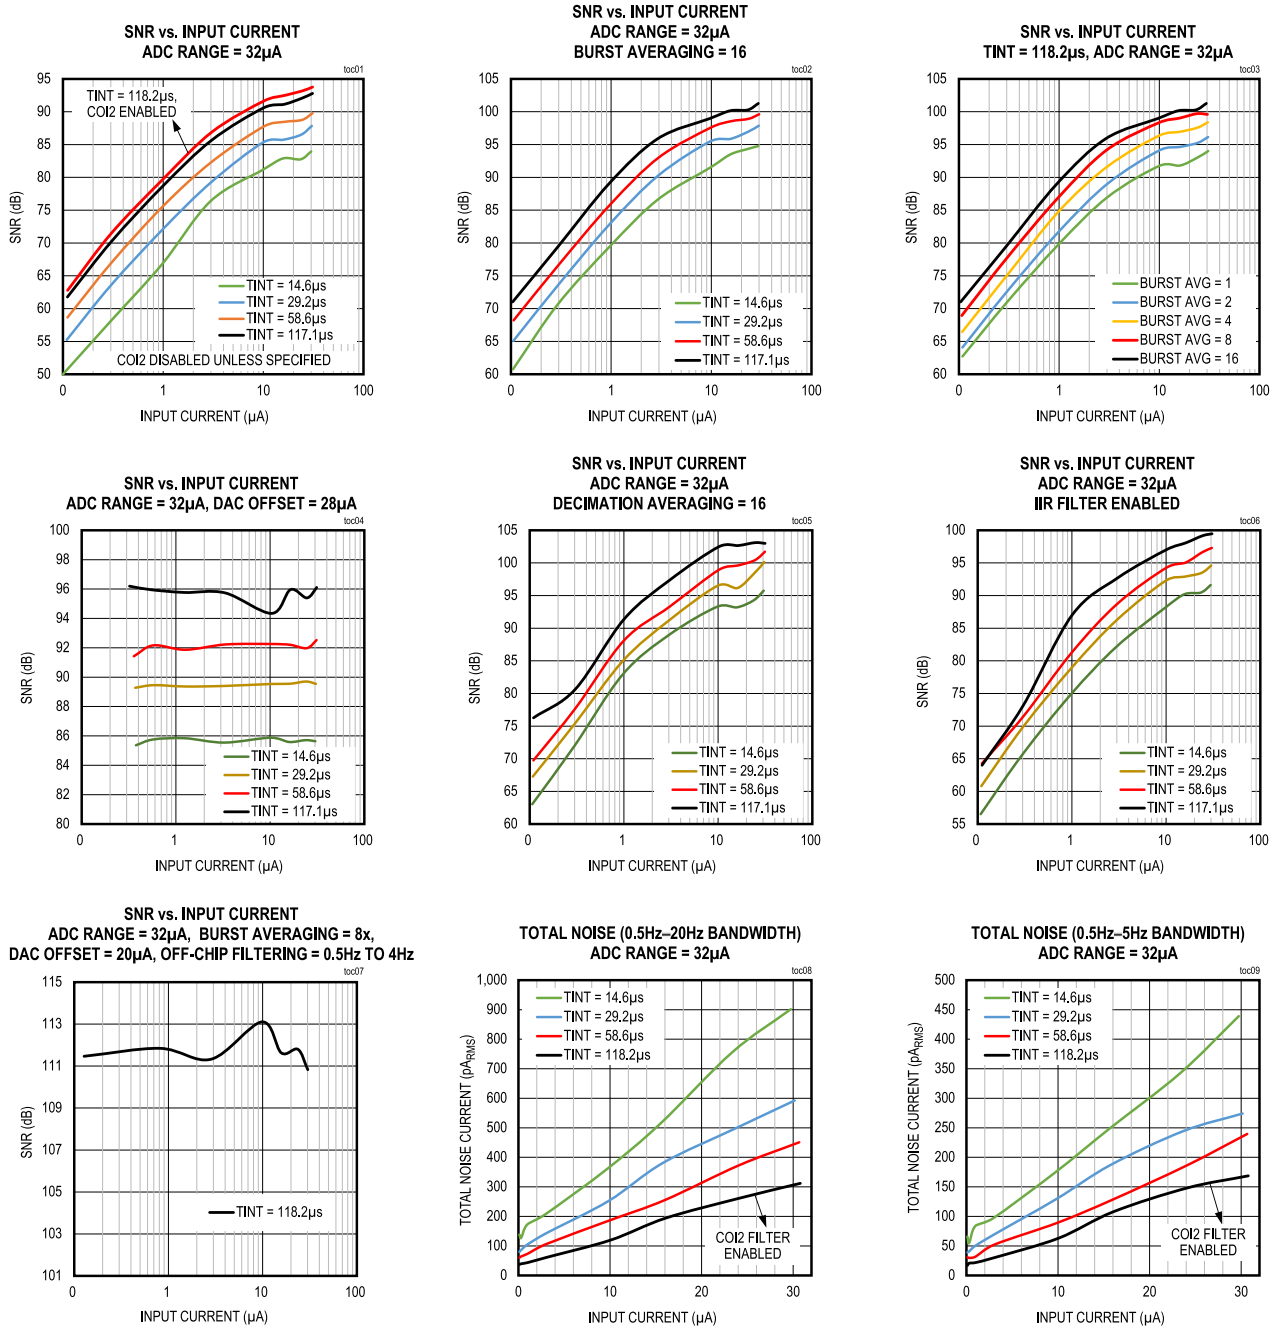 SNR vs. INPUT CURRENT
ADC RANGE = 32µA
toc01
95
90
85
80
75
70
65
60
55
50
SNR (dB)
TINT = 118.2µs,
COI2 ENABLED
TINT = 14.6µs
TINT = 29.2µs
TINT = 58.6µs
TINT = 117.1µs
COI2 DISABLED UNLESS SPECIFIED
0 1 10 100
INPUT CURRENT (µA)
SNR vs. INPUT CURRENT
ADC RANGE = 32µA
BURST AVERAGING = 16
toc02
105
100
95
90
85
80
75
70
65
60
SNR (dB)
TINT = 14.6µs
TINT = 29.2µs
TINT = 58.6µs
TINT = 117.1µs
0 1 10 100
INPUT CURRENT (µA)
SNR vs. INPUT CURRENT
TINT = 118.2µs, ADC RANGE = 32µA
toc03
105
100
95
90
85
80
75
70
65
60
SNR (dB)
BURST AVG = 1
BURST AVG = 2
BURST AVG = 4
BURST AVG = 8
BURST AVG = 16
0 1 10 100
INPUT CURRENT (µA)
SNR vs. INPUT CURRENT
ADC RANGE = 32µA, DAC OFFSET = 28µA
toc04
100
98
96
94
92
90
88
86
84
82
80
SNR (dB)
TINT = 14.6µs
TINT = 29.2µs
TINT = 58.6µs
TINT = 117.1µs
0 1 10 100
INPUT CURRENT (µA)
SNR vs. INPUT CURRENT
ADC RANGE = 32µA
DECIMATION AVERAGING = 16
toc05
105
100
95
90
85
80
75
70
65
60
SNR (dB)
TINT = 14.6µs
TINT = 29.2µs
TINT = 58.6µs
TINT = 117.1µs
0 1 10 100
INPUT CURRENT (µA)
SNR vs. INPUT CURRENT
ADC RANGE = 32µA
IIR FILTER ENABLED
toc06
100
95
90
85
80
75
70
65
60
55
SNR (dB)
TINT = 14.6µs
TINT = 29.2µs
TINT = 58.6µs
TINT = 117.1µs
0 1 10 100
INPUT CURRENT (µA)
SNR vs. INPUT CURRENT
ADC RANGE = 32µA, BURST AVERAGING = 8x,
DAC OFFSET = 20µA, OFF-CHIP FILTERING = 0.5Hz TO 4Hz
toc07
115
113
111
109
107
105
103
101
SNR (dB)
TINT = 118.2µs
0 1 10 100
INPUT CURRENT (µA)
TOTAL NOISE (0.5Hz–20Hz BANDWIDTH)
ADC RANGE = 32µA
toc08
1,000
900
800
700
600
500
400
300
200
100
0
TOTAL NOISE CURRENT (pARMS)
TINT = 14.6µs
TINT = 29.2µs
TINT = 58.6µs
TINT = 118.2µs
COI2 FILTER
ENABLED
0 10 20 30
INPUT CURRENT (µA)
TOTAL NOISE (0.5Hz–5Hz BANDWIDTH)
ADC RANGE = 32µA
toc09
500
450
400
350
300
250
200
150
100
50
0
TOTAL NOISE CURRENT (pARMS)
TINT = 14.6µs
TINT = 29.2µs
TINT = 58.6µs
TINT = 118.2µs
COI2 FILTER
ENABLED
0 10 20 30
INPUT CURRENT (µA)